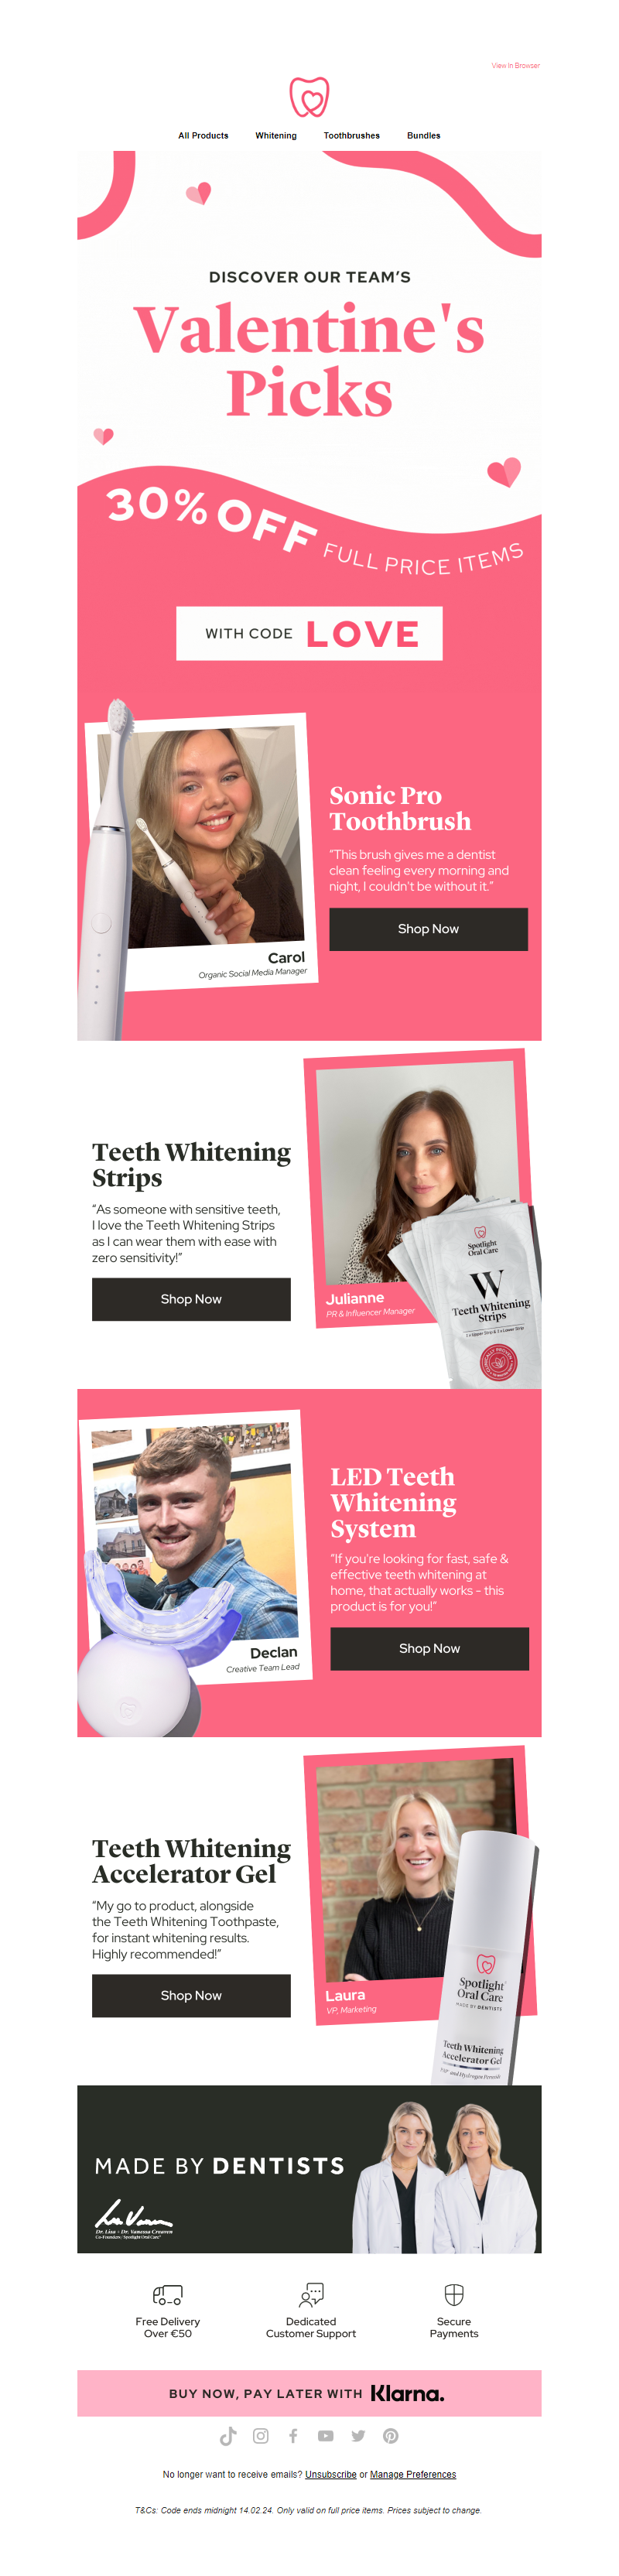 View In Browser
All Products Whitening Toothbrushes Bundles
DISCOVER OUR TEAM'S
Valentine's
Picks
30% OFF FULL PRICE ITEMS
WITH CODE LOVE
Sonic Pro
Toothbrush
"This brush gives me a dentist
clean feeling every morning and
night, I couldn't be without it."
Shop Now
Carol
Organic Social Media Manager
Teeth Whitening
Strips
"As someone with sensitive teeth,
I love the Teeth Whitening Strips
as I can wear them with ease with
zero sensitivity!"
Shop Now
Julianne
PR & Influencer Manager
Spotlight
Oral Care
W
Teeth Whitening
Strips
LED Teeth
Whitening
System
"If you're looking for fast, safe &
effective teeth whitening at
home, that actually works - this
product is for you!"
Shop Now
Declan
Creative Team Lead
Teeth Whitening
Accelerator Gel
"My go to product, alongside
the Teeth Whitening Toothpaste,
for instant whitening results.
Highly recommended!"
Shop Now
Laura
VP, Marketing
Spotlight
Oral Care
MADE BY DENTISTS
Teeth Whitening
Accelerator Gel
MADE BY DENTISTS
Dr. Lisa + Dr. Vanessa Creaven
Co-Founders/ Spotlight Oral Care
Free Delivery
Over €50
Dedicated
Customer Support
Secure
Payments
BUY NOW, PAY LATER WITH Klarna.
No longer want to receive emails? Unsubscribe or Manage Preferences
T&Cs: Code ends midnight 14.02.24. Only valid on full price items. Prices subject to change.